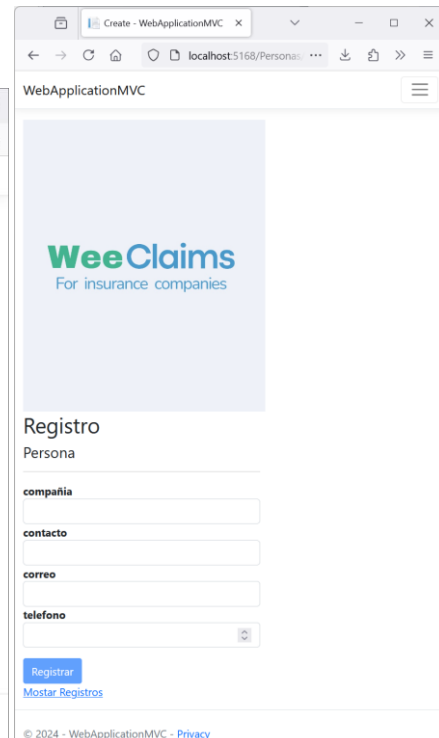 Create - WebApplicationMVC
localhost:5168/Personas
WebApplicationMVC
WeeClaims
For insurance companies
Registro
Persona
compañia
contacto
correo
telefono
Registrar
Mostar Registros
© 2024 - WebApplicationMVC - Privacy